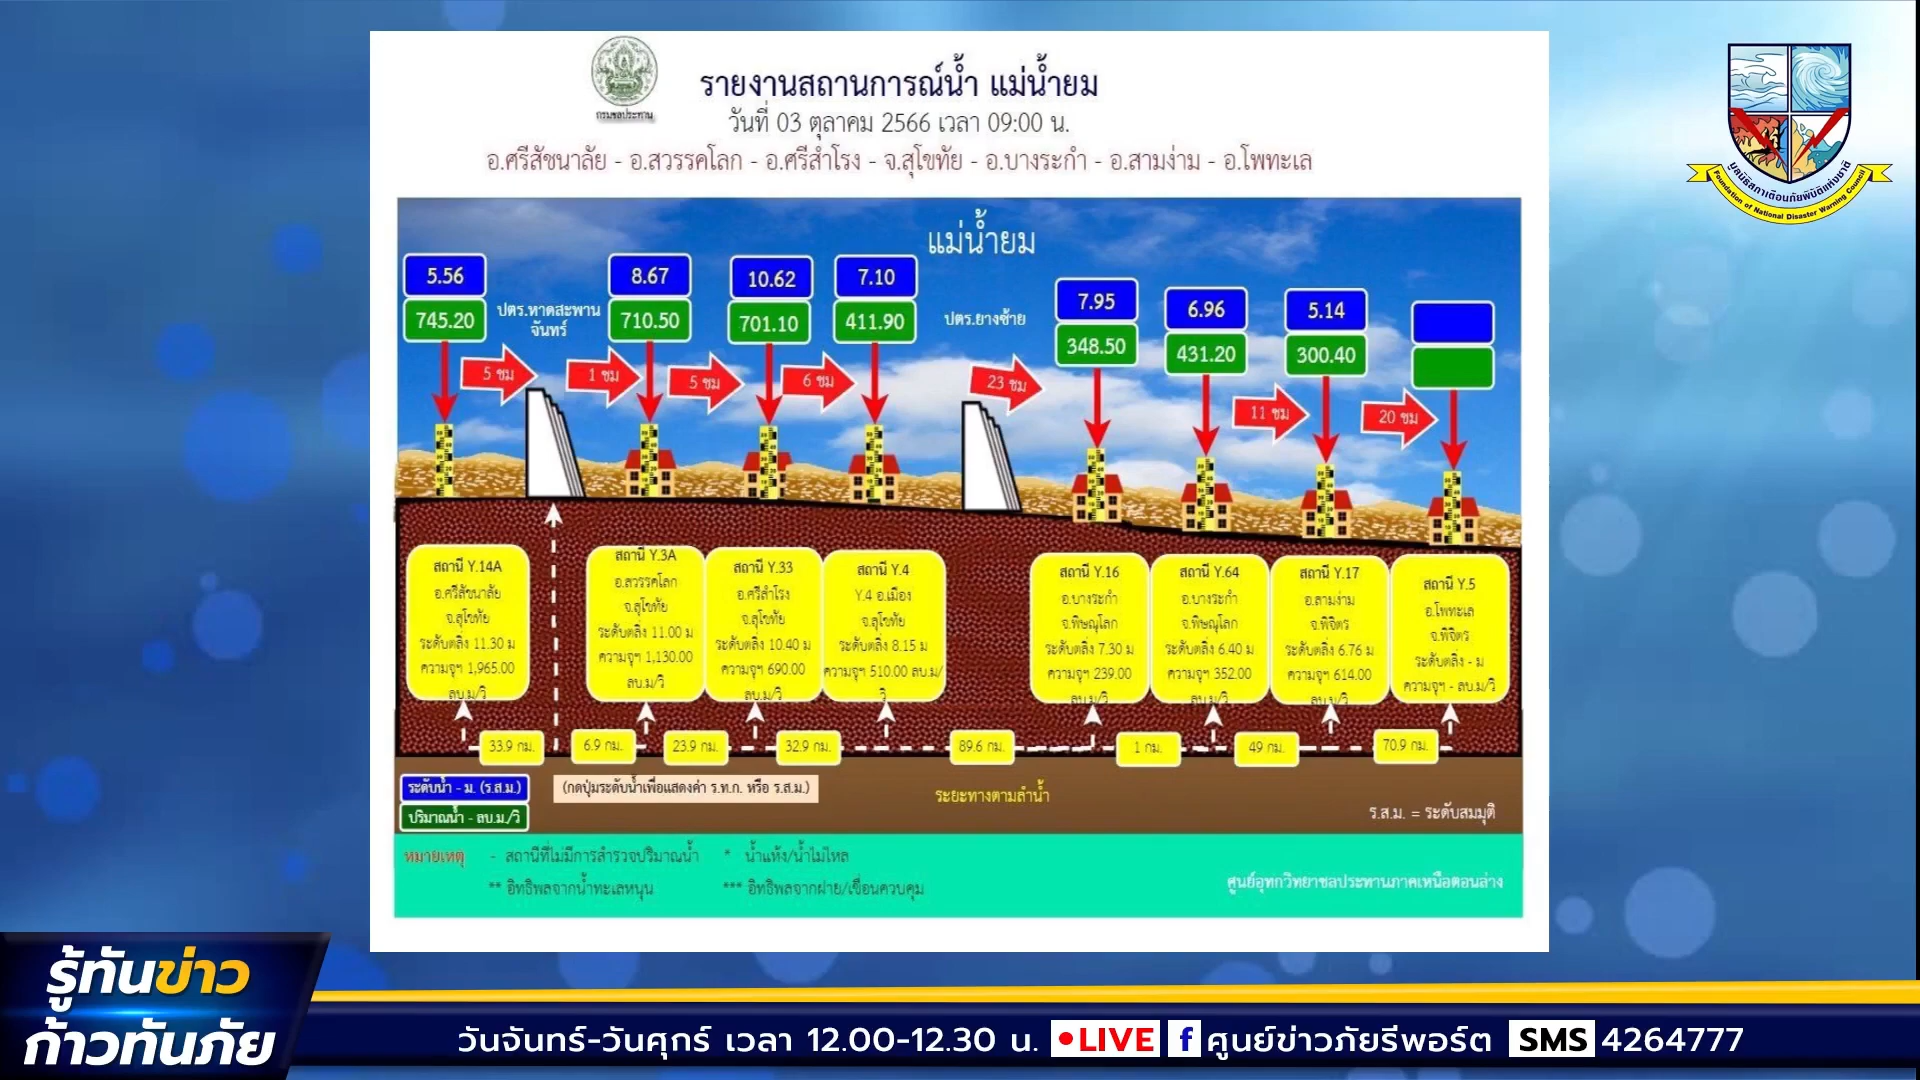 รายงานสถานการณ์น้ำ แม่น้ำยม
กรมชลประทาน
วันที่ 03 ตุลาคม 2566 เวลา 09:00 น.
อ.ศรีสัชนาลัย - อ.สวรรคโลก - อ.ศรีสำโรง - จ.สุโขทัย - อ.บางระกำ - อ.สามง่าม - อ.โพทะเล
มูลนิธิสภาเตือนภัยพิบัติแห่งชาติ
Foundation of National Disaster Warning Council
แม่น้ำยม
5.56
745.20
ปตร.หาดสะพาน
จันทร์
8.67
710.50
10.62
701.10
7.10
411.90
ปตร.ยางซ้าย
7.95
348.50
6.96
431.20
5.14
300.40
5 ชม
1 ชม
5 ชม
6 ชม
23 ชม
11 ชม
20 ชม
สถานี Y.14A
อ.ศรีสัชนาลัย
จ.สุโขทัย
ระดับตลิ่ง 11.30 ม
ความจุฯ 1,965.00
ลบ.ม/วิ
สถานี Y.3A
อ.สวรรคโลก
จ.สุโขทัย
ระดับตลิ่ง 11.00 ม
ความจุฯ 1,130.00
ลบ.ม/วิ
สถานี Y.33
อ.ศรีสำโรง
จ.สุโขทัย
ระดับตลิ่ง 10.40 ม
ความจุฯ 690.00
ลบ.ม/วิ
สถานี Y.4
Y.4 อ.เมือง
จ.สุโขทัย
ระดับตลิ่ง 8.15 ม
ความจุฯ 510.00 ลบ.ม/
วิ
สถานี Y.16
อ.บางระกำ
จ.พิษณุโลก
ระดับตลิ่ง 7.30 ม
ความจุฯ 239.00
ลบ.ม/วิ
สถานี Y.64
อ.บางระกำ
จ.พิษณุโลก
ระดับตลิ่ง 6.40 ม
ความจุฯ 352.00
ลบ.ม/วิ
สถานี Y.17
อ.สามง่าม
จ.พิจิตร
ระดับตลิ่ง 6.76 ม
ความจุฯ 614.00
ลบ.ม/วิ
สถานี Y.5
อ.โพทะเล
จ.พิจิตร
ระดับตลิ่ง - ม
ความจุฯ - ลบ.ม/วิ
33.9 กม.
6.9 กม.
23.9 กม.
32.9 กม.
89.6 กม.
1 กม.
49 กม.
70.9 กม.
ระดับน้ำ - ม. (ร.ส.ม.)
(กดปุ่มระดับน้ำเพื่อแสดงค่า ร.ท.ก. หรือ ร.ส.ม.)
ระยะทางตามลำน้ำ
ปริมาณน้ำ - ลบ.ม./วิ
ร.ส.ม. = ระดับสมมุติ
หมายเหตุ - สถานีที่ไม่มีการสำรวจปริมาณน้ำ * น้ำแห้ง/น้ำไม่ไหล
** อิทธิพลจากน้ำทะเลหนุน *** อิทธิพลจากฝาย/เขื่อนควบคุม
ศูนย์อุทกวิทยาชลประทานภาคเหนือตอนล่าง
รู้ทันข่าว
ก้าวทันภัย
วันจันทร์-วันศุกร์ เวลา 12.00-12.30 น. LIVE f ศูนย์ข่าวภัยรีพอร์ต SMS 4264777